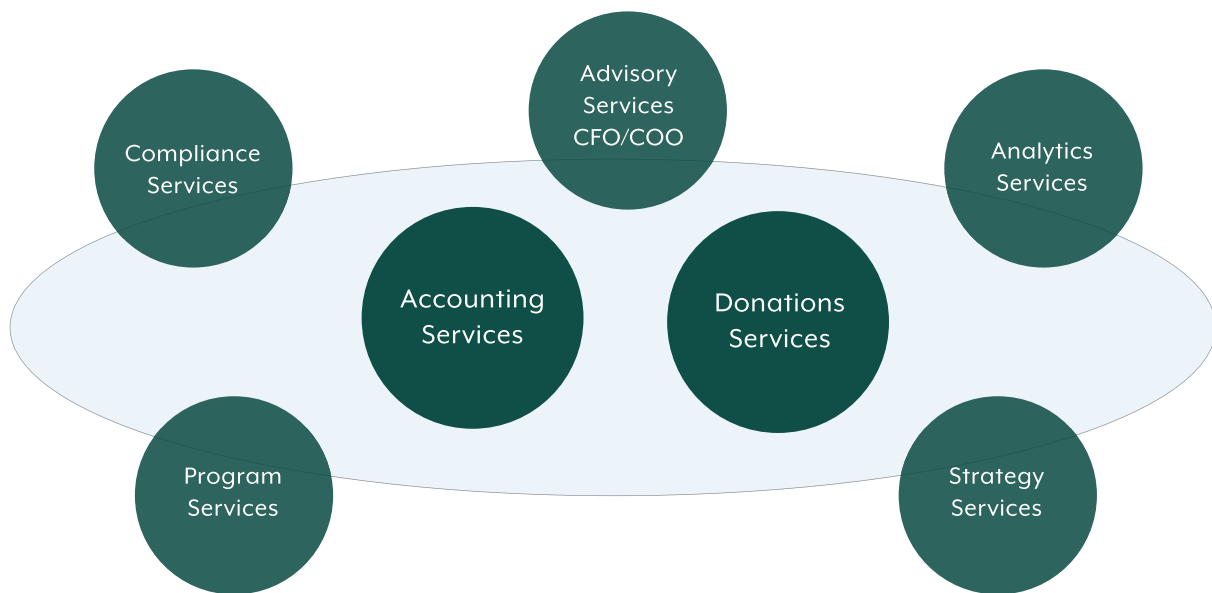 Advisory
Services
CFO/COO
Compliance
Services
Analytics
Services
Accounting
Services
Donations
Services
Program
Services
Strategy
Services